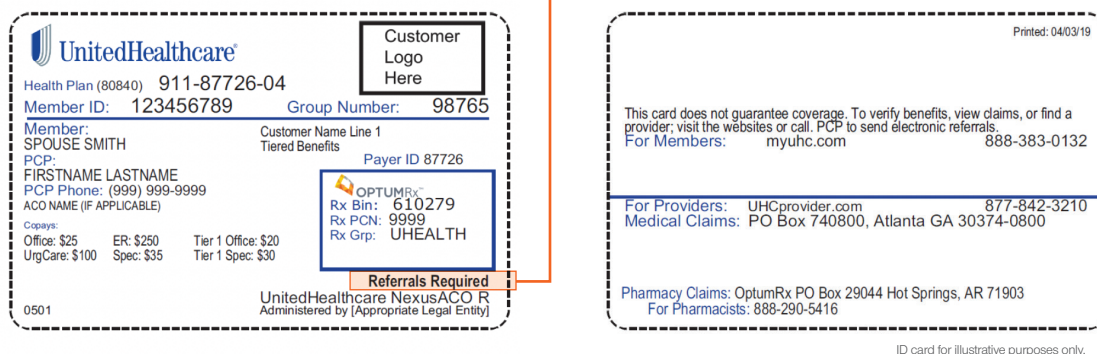 UnitedHealthcare®
Customer
Logo
Here
Health Plan (80840) 911-87726-04
Member ID: 123456789 Group Number: 98765
Member:
SPOUSE SMITH
PCP:
FIRSTNAME LASTNAME
PCP Phone: (999) 999-9999
ACO NAME (IF APPLICABLE)
Customer Name Line 1
Tiered Benefits
Payer ID 87726
OPTUMRx™
Rx Bin: 610279
Rx PCN: 9999
Rx Grp: UHEALTH
Copays:
Office: $25 ER: $250 Tier 1 Office: $20
UrgCare: $100 Spec: $35 Tier 1 Spec: $30
Referrals Required
UnitedHealthcare NexusACO R
0501 Administered by [Appropriate Legal Entity]
Printed: 04/03/19
This card does not guarantee coverage. To verify benefits, view claims, or find a
provider; visit the websites or call. PCP to send electronic referrals.
For Members: myuhc.com 888-383-0132
For Providers: UHCprovider.com 877-842-3210
Medical Claims: PO Box 740800, Atlanta GA 30374-0800
Pharmacy Claims: OptumRx PO Box 29044 Hot Springs, AR 71903
For Pharmacists: 888-290-5416
ID card for illustrative purposes only.